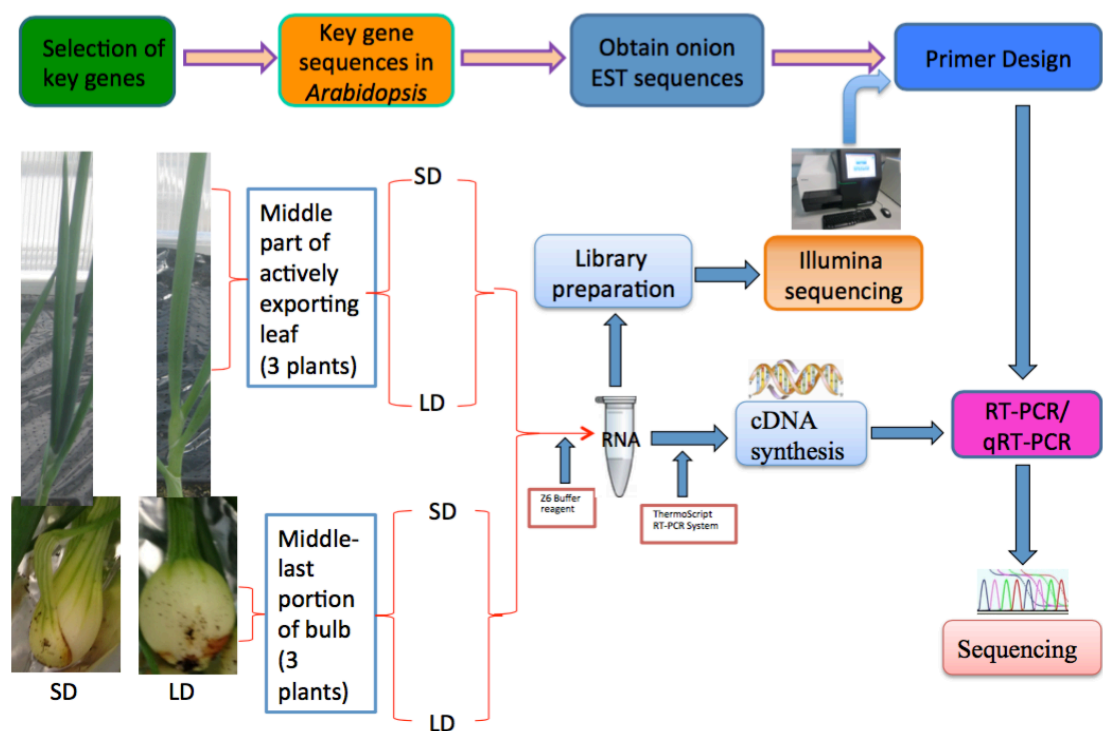 Selection of
key genes
Key gene
sequences in
Arabidopsis
Obtain onion
EST sequences
Primer Design
SD
Middle
part of
actively
exporting
leaf
(3 plants)
LD
Library
preparation
Illumina
sequencing
RNA
cDNA
synthesis
RT-PCR/
qRT-PCR
Z6 Buffer
reagent
ThermoScript
RT-PCR System
SD
Middle-
last
portion
of bulb
(3
plants)
LD
Sequencing
SD
LD